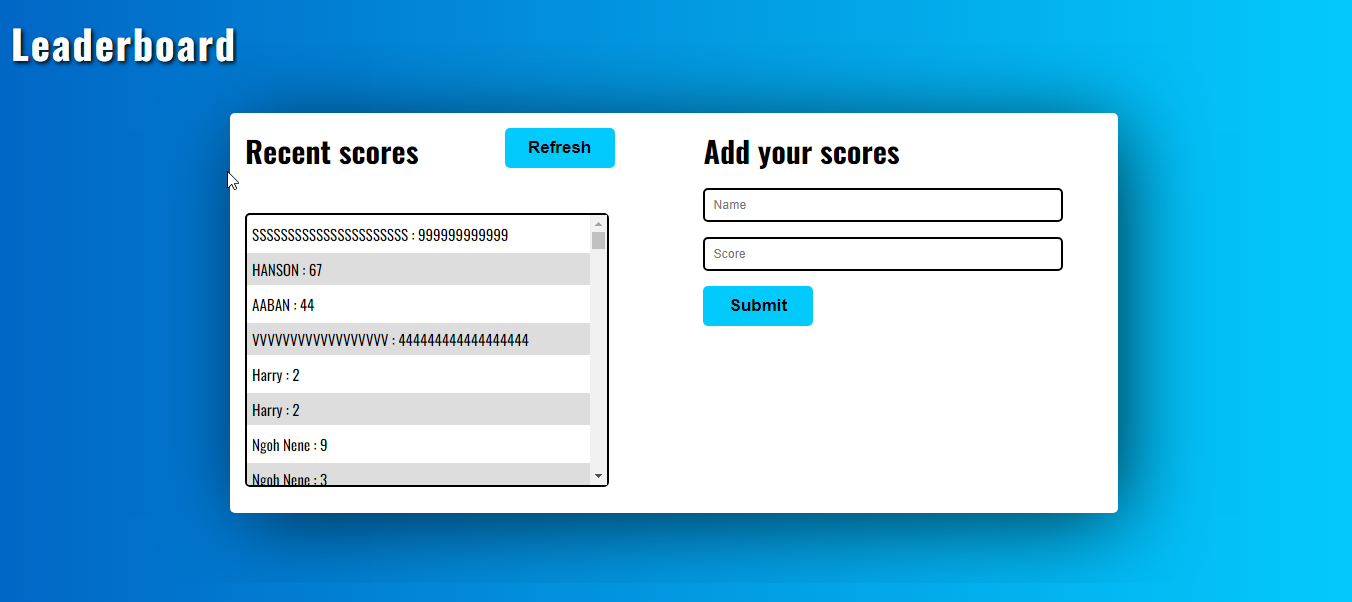 Leaderboard
Recent scores
Refresh
SSSSSSSSSSSSSSSSSSSSSS : 999999999999
HANSON : 67
AABAN : 44
VVVVVVVVVVVVVVVVVV : 444444444444444444
Harry : 2
Harry : 2
Ngoh Nene : 9
Ngoh Nene : 3
Add your scores
Name
Score
Submit